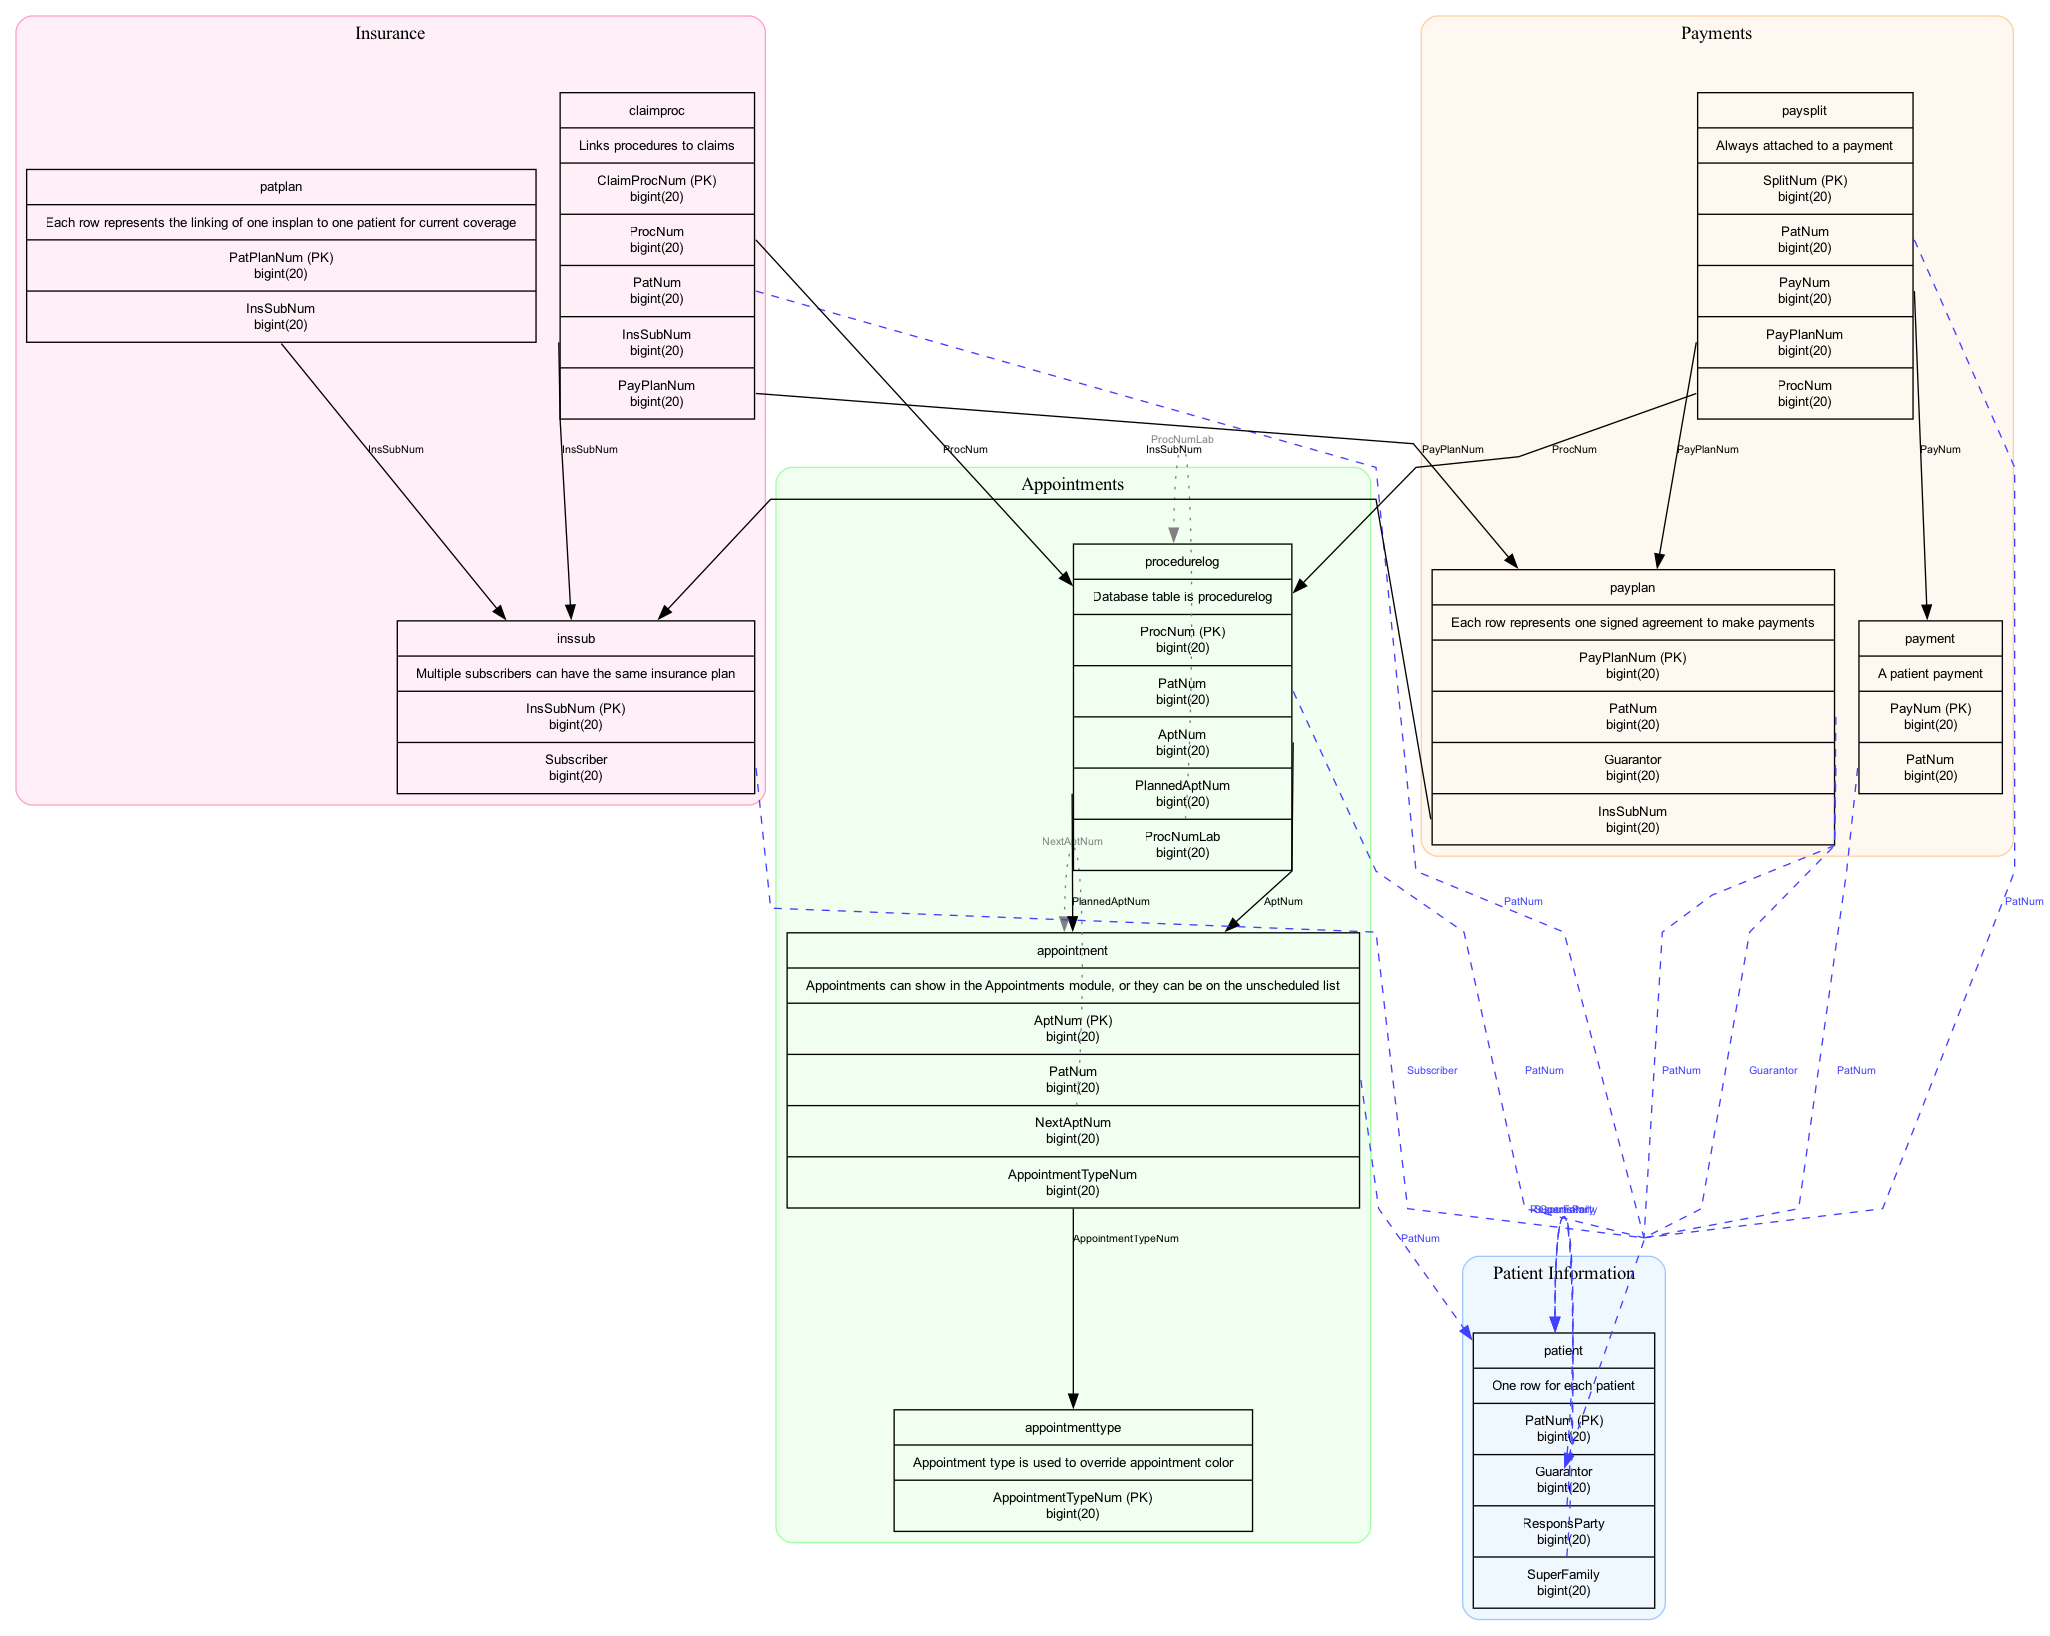 Insurance
claimproc
Links procedures to claims
ClaimProcNum (PK)
bigint(20)
ProcNum
bigint(20)
PatNum
bigint(20)
InsSubNum
bigint(20)
PayPlanNum
bigint(20)
patplan
Each row represents the linking of one insplan to one patient for current coverage
PatPlanNum (PK)
bigint(20)
InsSubNum
bigint(20)
InsSubNum
InsSubNum
inssub
Multiple subscribers can have the same insurance plan
InsSubNum (PK)
bigint(20)
Subscriber
bigint(20)
Payments
paysplit
Always attached to a payment
SplitNum (PK)
bigint(20)
PatNum
bigint(20)
PayNum
bigint(20)
PayPlanNum
bigint(20)
ProcNum
bigint(20)
ProcNum
ProcNumLab
InsSubNum
PayPlanNum
ProcNum
PayPlanNum
PayNum
payplan
Each row represents one signed agreement to make payments
PayPlanNum (PK)
bigint(20)
PatNum
bigint(20)
Guarantor
bigint(20)
InsSubNum
bigint(20)
payment
A patient payment
PayNum (PK)
bigint(20)
PatNum
bigint(20)
Appointments
procedurelog
Database table is procedurelog
ProcNum (PK)
bigint(20)
PatNum
bigint(20)
AptNum
bigint(20)
PlannedAptNum
bigint(20)
ProcNumLab
bigint(20)
NextAptNum
PlannedAptNum
AptNum
PatNum
PatNum
appointment
Appointments can show in the Appointments module, or they can be on the unscheduled list
AptNum (PK)
bigint(20)
PatNum
bigint(20)
NextAptNum
bigint(20)
AppointmentTypeNum
bigint(20)
Subscriber
PatNum
PatNum
Guarantor
PatNum
AppointmentTypeNum
PatNum
appointmenttype
Appointment type is used to override appointment color
AppointmentTypeNum (PK)
bigint(20)
Patient Information
patient
One row for each patient
PatNum (PK)
bigint(20)
Guarantor
bigint(20)
ResponsParty
bigint(20)
SuperFamily
bigint(20)